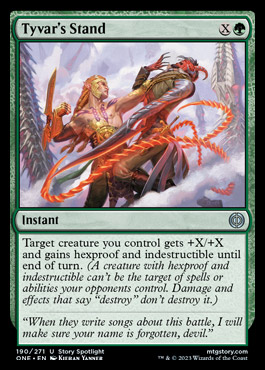 Tyvar's Stand X
Instant
Target creature you control gets +X/+X
and gains hexproof and indestructible until
end of turn. (A creature with hexproof and
indestructible can't be the target of spells or
abilities your opponents control. Damage and
effects that say "destroy" don't destroy it.)
"When they write songs about this battle, I will
make sure your name is forgotten, devil."
190/271 U Story Spotlight mtgstory.com
ONE • EN KIERAN YANNER ™ & © 2023 Wizards of the Coast